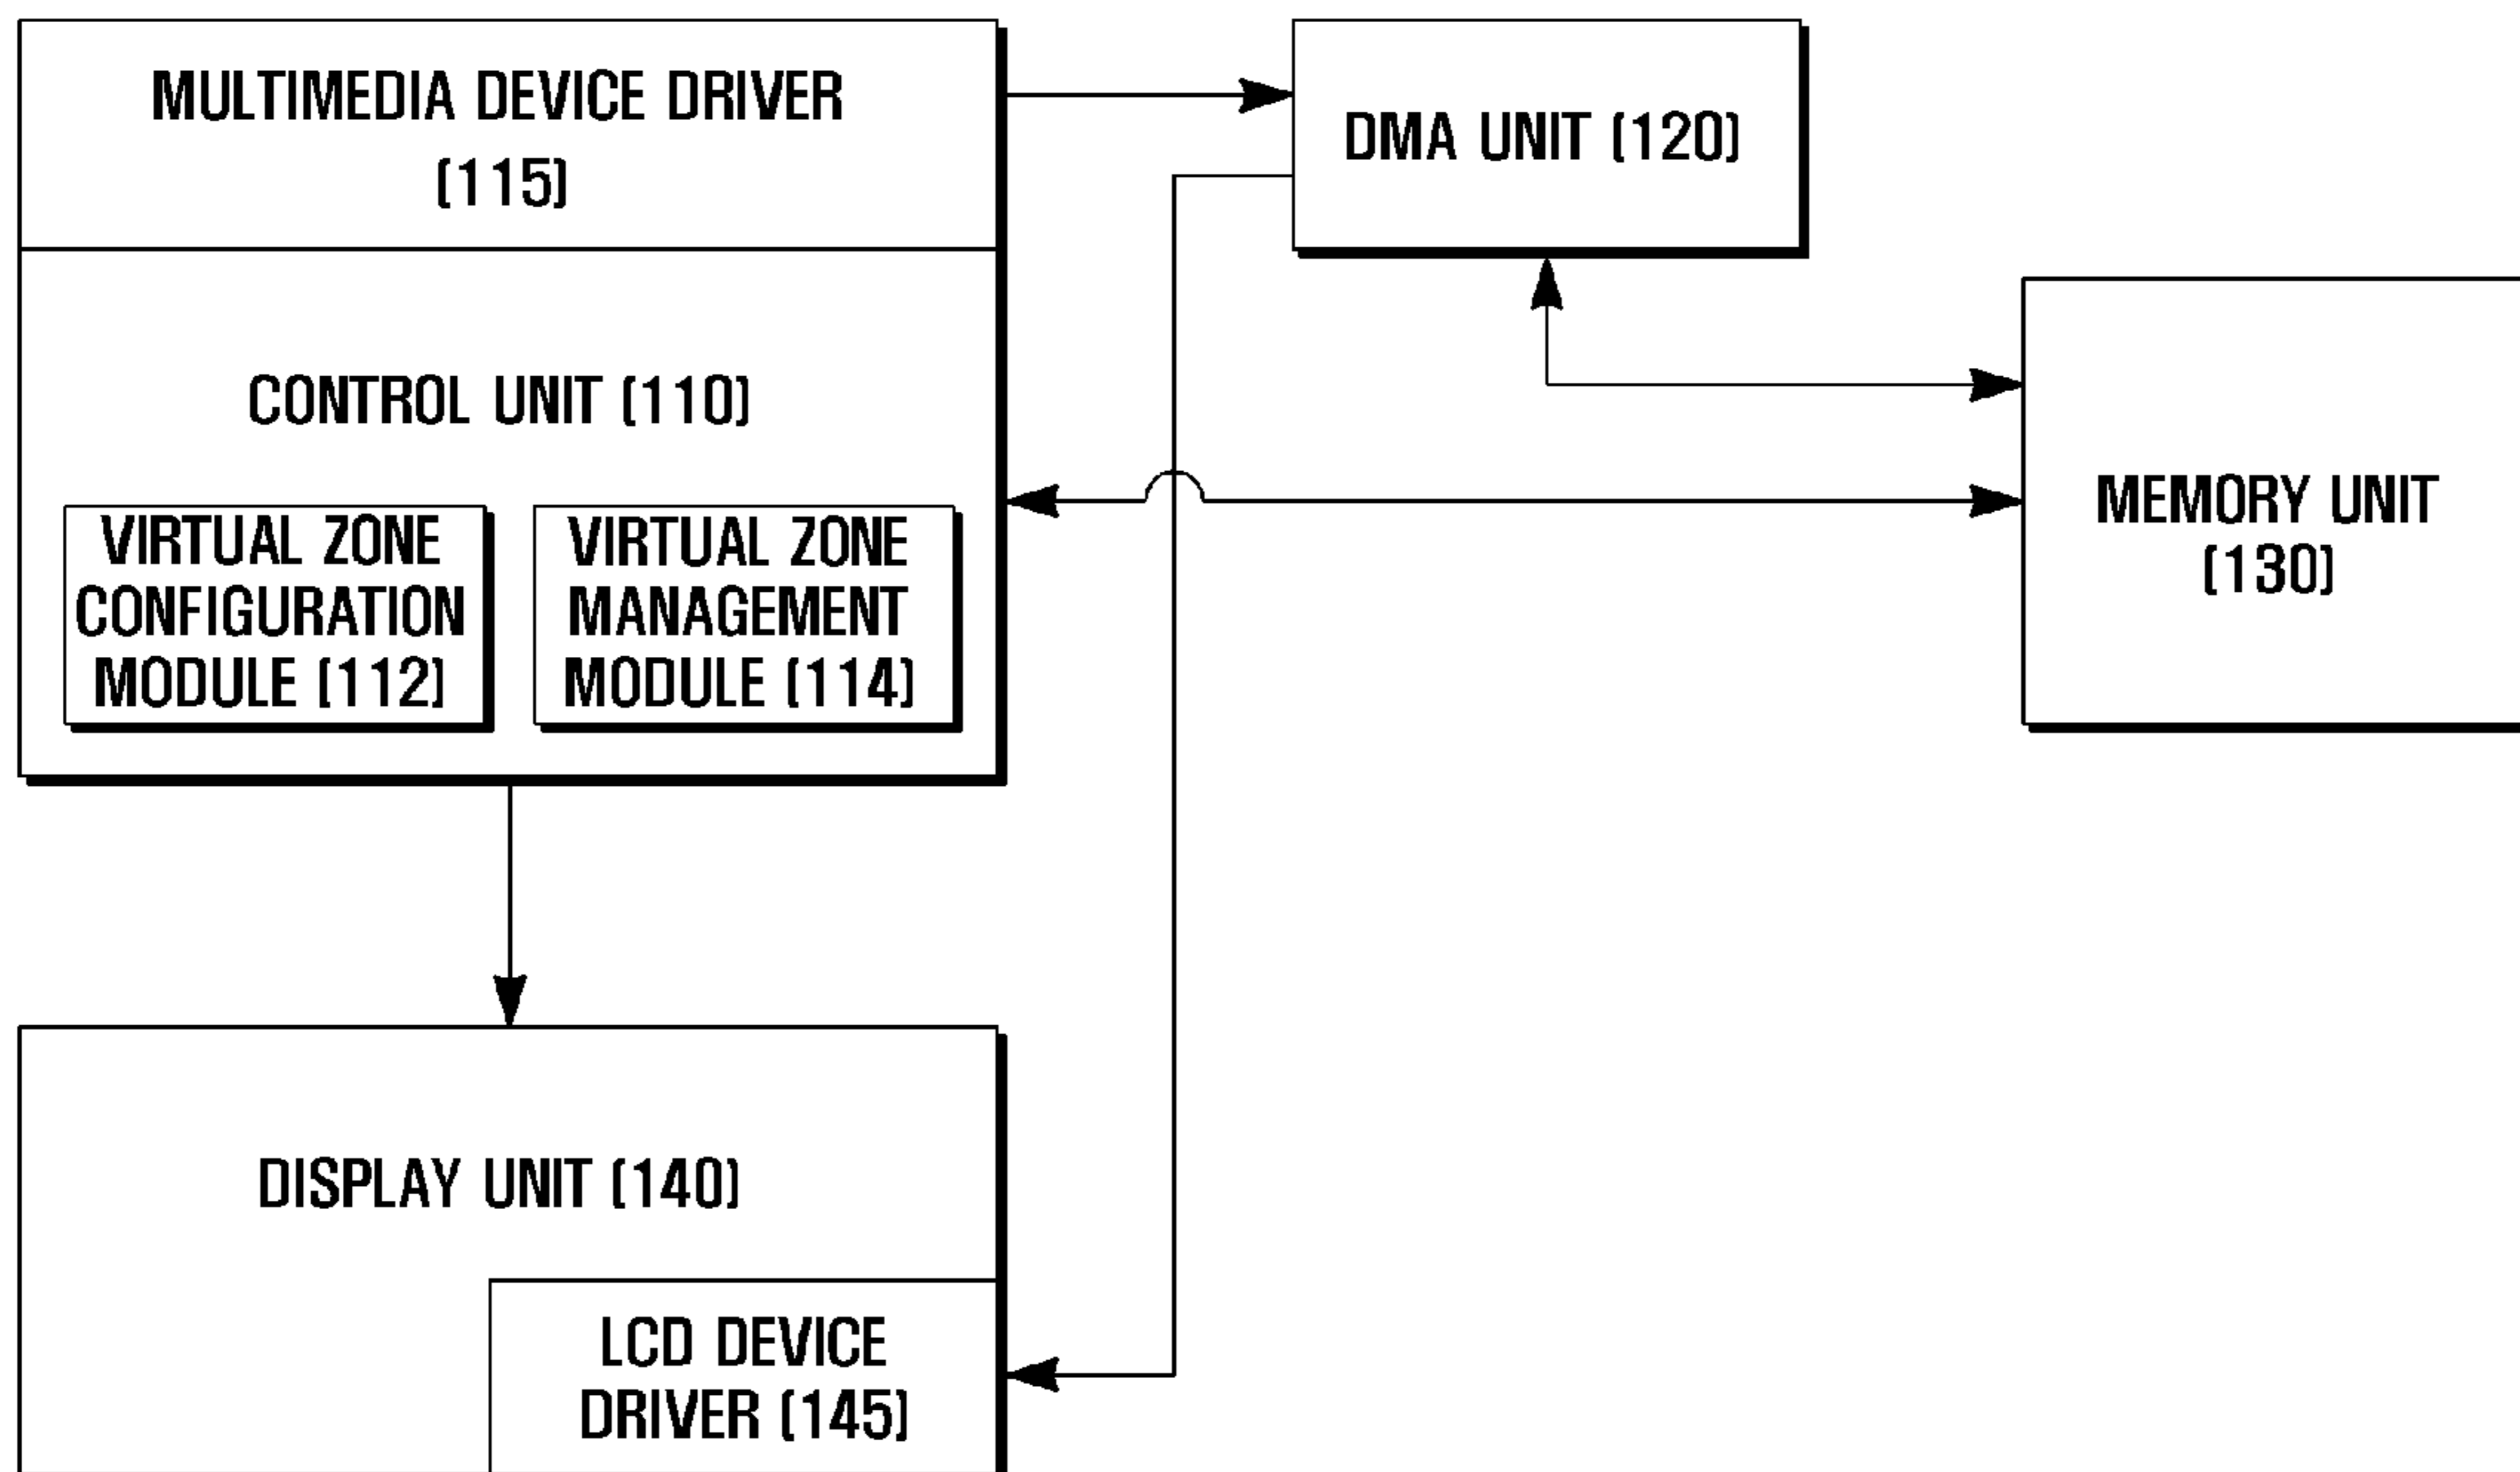 MULTIMEDIA DEVICE DRIVER
(115)
DMA UNIT (120)
CONTROL UNIT (110)
VIRTUAL ZONE
CONFIGURATION
MODULE (112)
VIRTUAL ZONE
MANAGEMENT
MODULE (114)
MEMORY UNIT
(130)
DISPLAY UNIT (140)
LCD DEVICE
DRIVER (145)